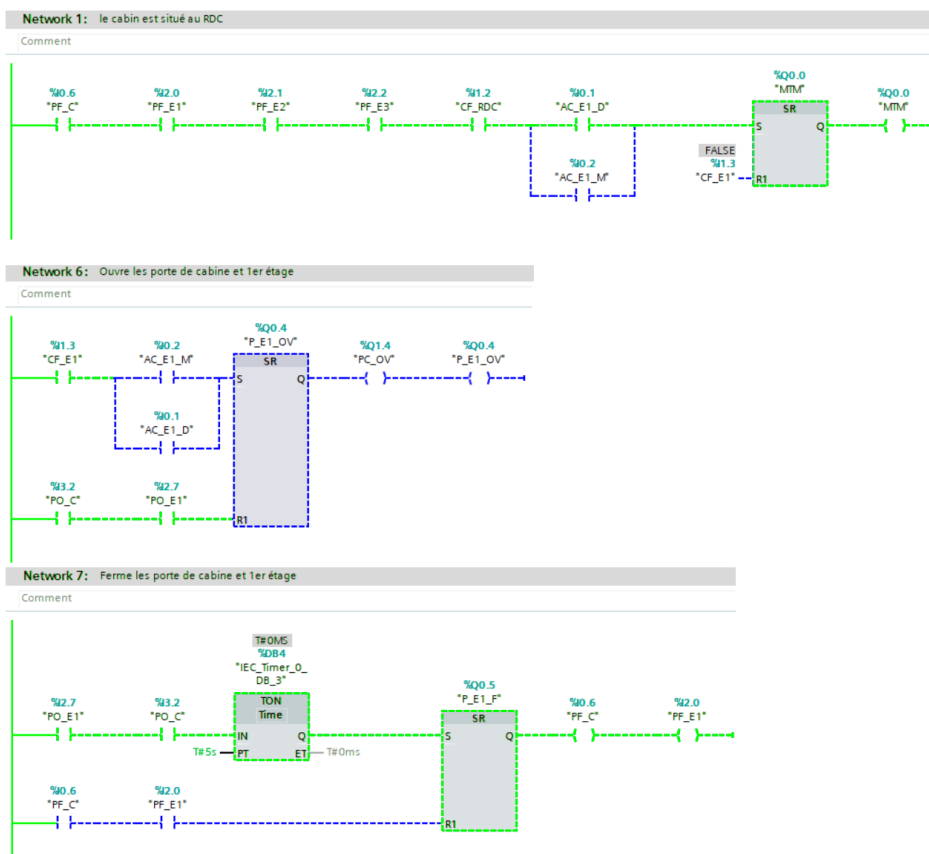 Network 1: le cabin est situé au RDC
Comment
%Q0.0
%I0.6 %I2.0 %I2.1 %I2.2 %I1.2 %I0.1 "MTM" %Q0.0
"PF_C" "PF_E1" "PF_E2" "PF_E3" "CF_RDC" "AC_E1_D" SR "MTM"
S Q
FALSE
%I0.2 %I1.3
"AC_E1_M" "CF_E1" R1
Network 6: Ouvre les porte de cabine et 1er étage
Comment
%Q0.4
%I1.3 %I0.2 "P_E1_OV" %Q1.4 %Q0.4
"CF_E1" "AC_E1_M" SR "PC_OV" "P_E1_OV"
S Q
%I0.1
"AC_E1_D"
%I3.2 %I2.7
"PO_C" "PO_E1"
R1
Network 7: Ferme les porte de cabine et 1er étage
Comment
T#0MS
%DB4
"IEC_Timer_0_
DB_3"
%Q0.5
%I2.7 %I3.2 TON "P_E1_F" %I0.6 %I2.0
"PO_E1" "PO_C" Time SR "PF_C" "PF_E1"
IN Q S Q
T#5s PT ET T#0ms
%I0.6 %I2.0
"PF_C" "PF_E1"
R1